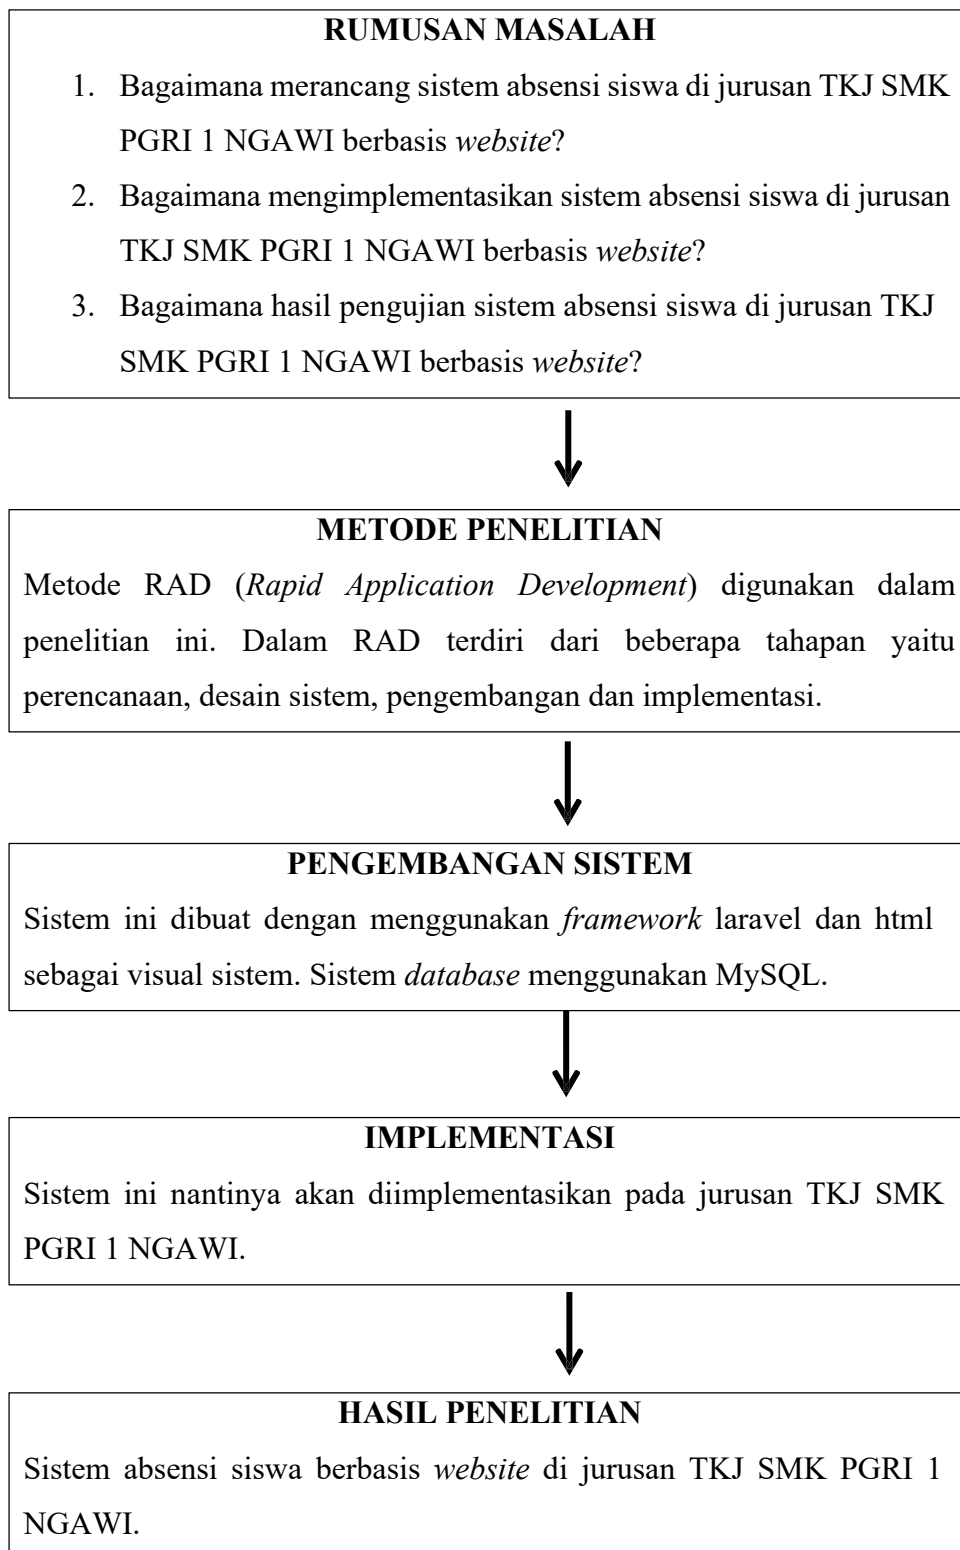 RUMUSAN MASALAH
1. Bagaimana merancang sistem absensi siswa di jurusan TKJ SMK
PGRI 1 NGAWI berbasis website?
2. Bagaimana mengimplementasikan sistem absensi siswa di jurusan
TKJ SMK PGRI 1 NGAWI berbasis website?
3. Bagaimana hasil pengujian sistem absensi siswa di jurusan TKJ
SMK PGRI 1 NGAWI berbasis website?
METODE PENELITIAN
Metode RAD (Rapid Application Development) digunakan dalam
penelitian ini. Dalam RAD terdiri dari beberapa tahapan yaitu
perencanaan, desain sistem, pengembangan dan implementasi.
PENGEMBANGAN SISTEM
Sistem ini dibuat dengan menggunakan framework laravel dan html
sebagai visual sistem. Sistem database menggunakan MySQL.
IMPLEMENTASI
Sistem ini nantinya akan diimplementasikan pada jurusan TKJ SMK
PGRI 1 NGAWI.
HASIL PENELITIAN
Sistem absensi siswa berbasis website di jurusan TKJ SMK PGRI 1
NGAWI.